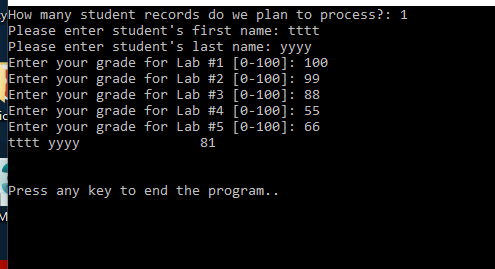 How many student records do we plan to process?: 1
Please enter student's first name: tttt
Please enter student's last name: yyyy
Enter your grade for Lab #1 [0-100]: 100
Enter your grade for Lab #2 [0-100]: 99
Enter your grade for Lab #3 [0-100]: 88
Enter your grade for Lab #4 [0-100]: 55
Enter your grade for Lab #5 [0-100]: 66
tttt yyyy 81
Press any key to end the program..